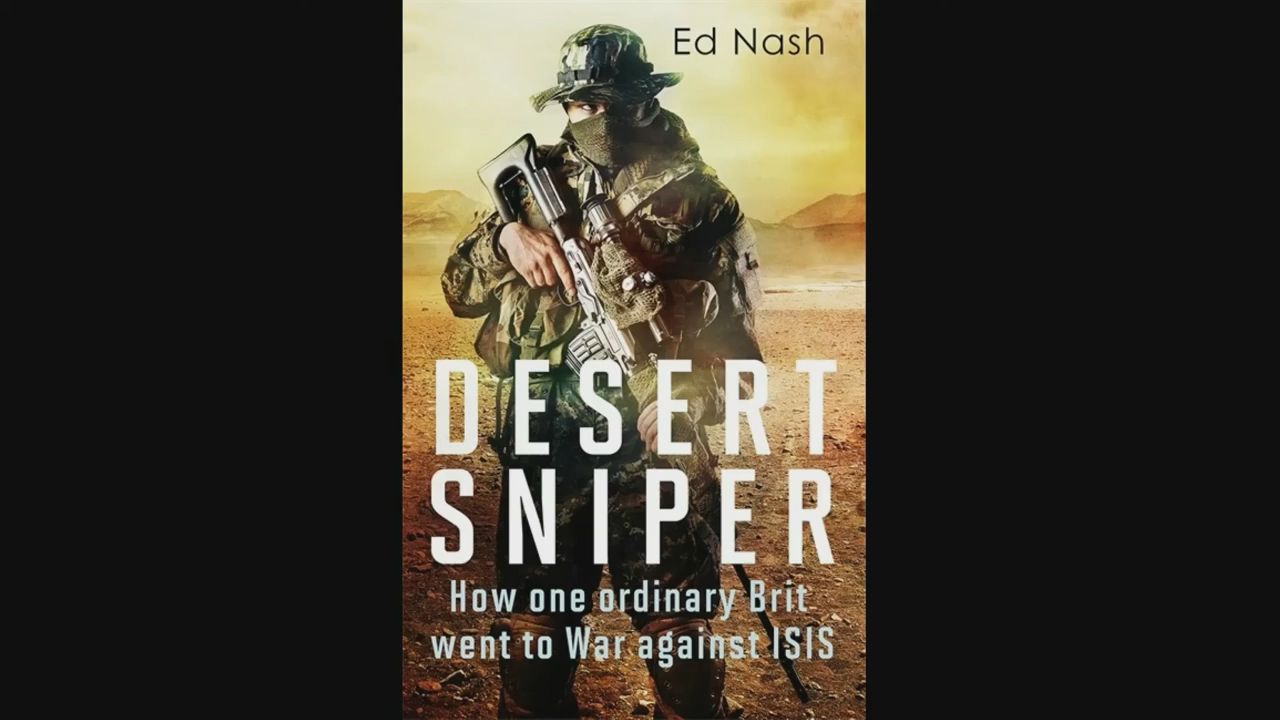 Ed Nash
DESERT
SNIPER
How one ordinary Brit
went to War against ISIS